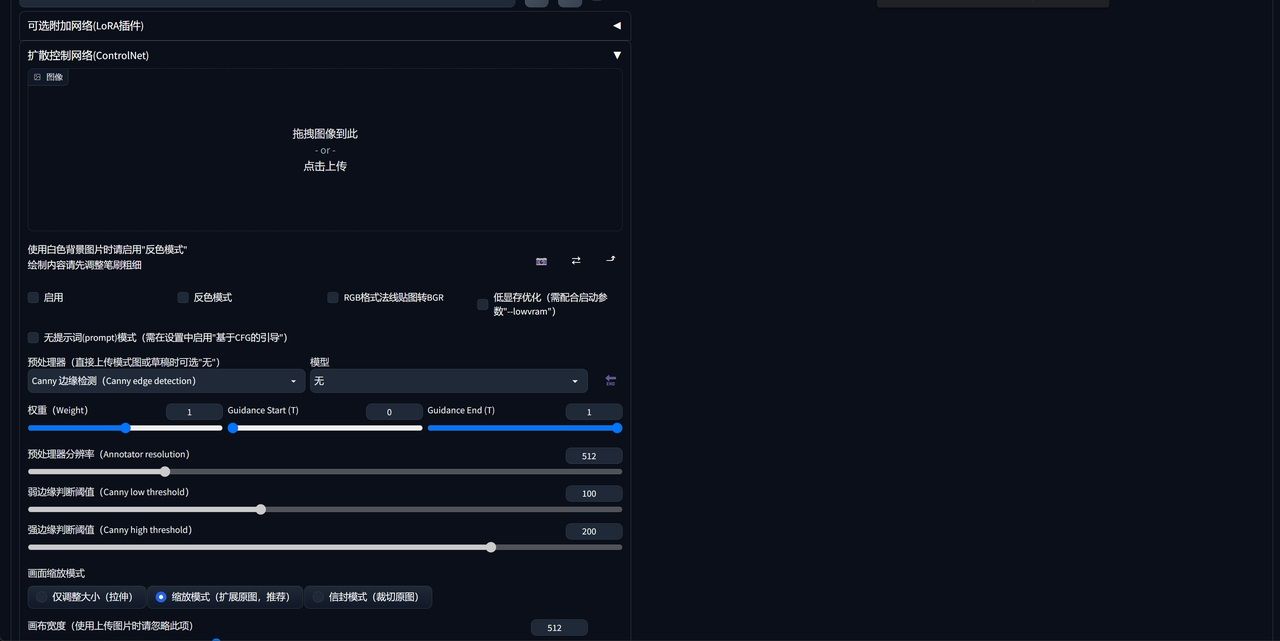 可选附加网络(LoRA插件)
扩散控制网络(ControlNet)
图像
拖拽图像到此
- or -
点击上传
使用白色背景图片时请启用"反色模式"
绘制内容请先调整笔刷粗细
启用
反色模式
RGB格式法线贴图转BGR
低显存优化（需配合启动参
数"--lowvram"）
无提示词(prompt)模式（需在设置中启用"基于CFG的引导"）
预处理器（直接上传模式图或草稿时可选"无"）
模型
Canny 边缘检测（Canny edge detection）
无
权重（Weight）
1
Guidance Start (T)
0
Guidance End (T)
1
预处理器分辨率（Annotator resolution）
512
弱边缘判断阈值（Canny low threshold）
100
强边缘判断阈值（Canny high threshold）
200
画面缩放模式
仅调整大小（拉伸）
缩放模式（扩展原图，推荐）
信封模式（裁切原图）
画布宽度（使用上传图片时请忽略此项）
512